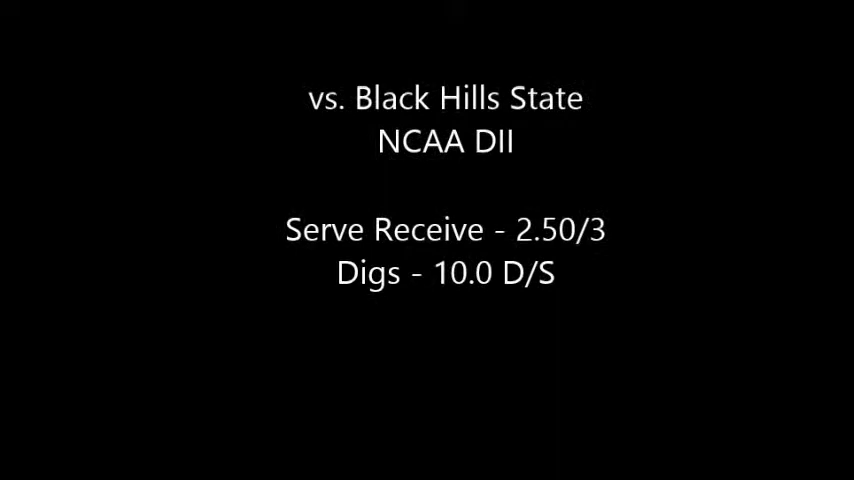 vs. Black Hills State
NCAA DII
Serve Receive - 2.50/3
Digs - 10.0 D/S